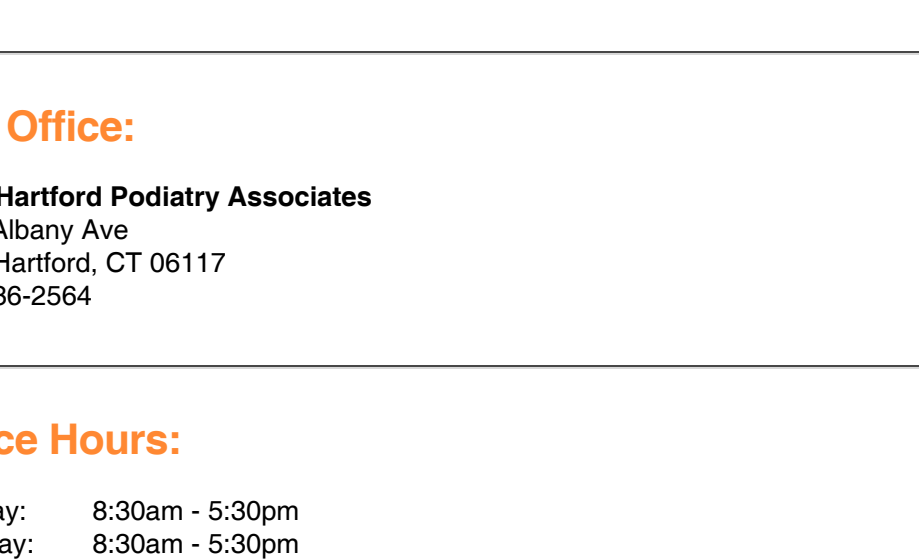 Office:
Hartford Podiatry Associates
Albany Ave
Hartford, CT 06117
36-2564
ce Hours:
ay: 8:30am - 5:30pm
ay: 8:30am - 5:30pm